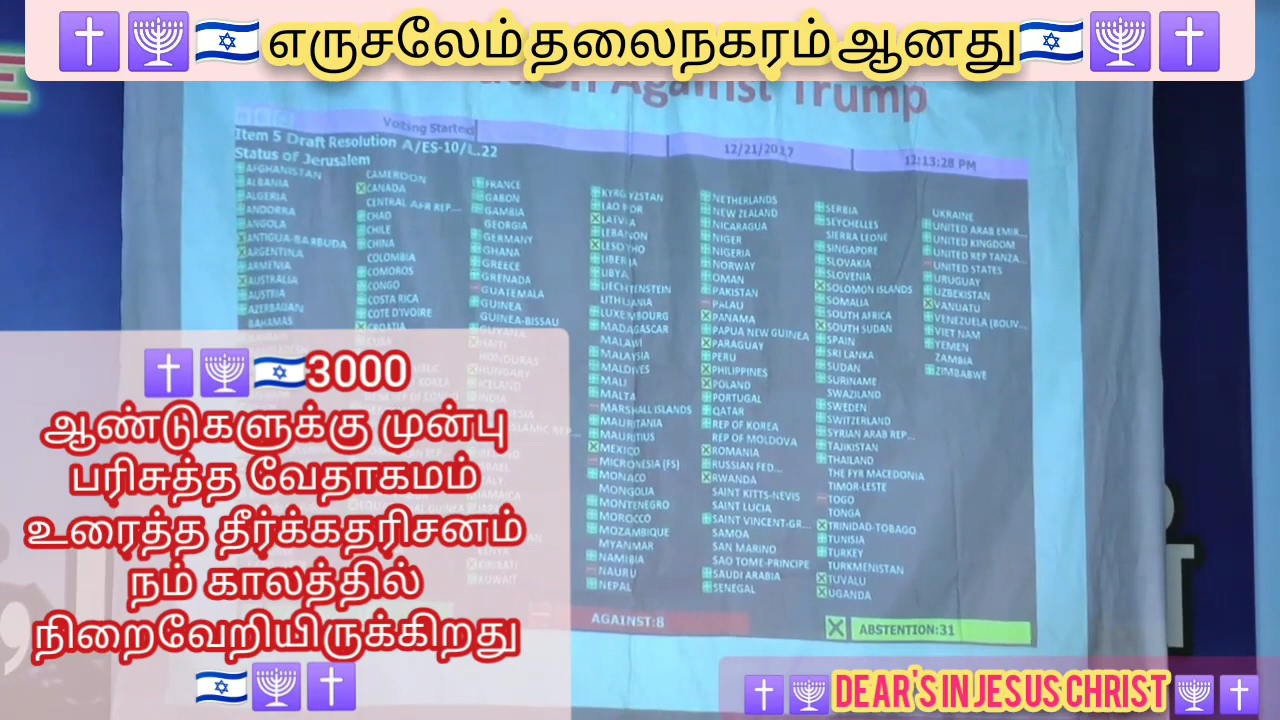 எருசலேம் தலைநகரம் ஆனது
Against Trump
Voting Started
Item 5 Draft Resolution A/ES-10/L.22
12/21/2017
12:13:28 PM
Status of Jerusalem
AFGHANISTAN
ALBANIA
ALGERIA
ANDORRA
ANGOLA
ANTIGUA-BARBUDA
ARGENTINA
ARMENIA
AUSTRALIA
AUSTRIA
AZERBAIJAN
BAHAMAS
CAMEROON
CANADA
CENTRAL AFR REP...
CHAD
CHILE
CHINA
COLOMBIA
COMOROS
CONGO
COSTA RICA
COTE D'IVOIRE
CROATIA
CUBA
FRANCE
GABON
GAMBIA
GEORGIA
GERMANY
GHANA
GREECE
GRENADA
GUATEMALA
GUINEA
GUINEA-BISSAU
GUYANA
HAITI
HONDURAS
HUNGARY
ICELAND
INDIA
KENYA
KIRIBATI
KUWAIT
KYRGYZSTAN
LAO PDR
LATVIA
LEBANON
LESOTHO
LIBERIA
LIBYA
LIECHTENSTEIN
LITHUANIA
LUXEMBOURG
MADAGASCAR
MALAWI
MALAYSIA
MALDIVES
MALI
MALTA
MARSHALL ISLANDS
MAURITANIA
MAURITIUS
MEXICO
MICRONESIA (FS)
MONACO
MONGOLIA
MONTENEGRO
MOROCCO
MOZAMBIQUE
MYANMAR
NAMIBIA
NAURU
NEPAL
NETHERLANDS
NEW ZEALAND
NICARAGUA
NIGER
NIGERIA
NORWAY
OMAN
PAKISTAN
PALAU
PANAMA
PAPUA NEW GUINEA
PARAGUAY
PERU
PHILIPPINES
POLAND
PORTUGAL
QATAR
REP OF KOREA
REP OF MOLDOVA
ROMANIA
RUSSIAN FED...
RWANDA
SAINT KITTS-NEVIS
SAINT LUCIA
SAINT VINCENT-GR...
SAMOA
SAN MARINO
SAO TOME-PRINCIPE
SAUDI ARABIA
SENEGAL
SERBIA
SEYCHELLES
SIERRA LEONE
SINGAPORE
SLOVAKIA
SLOVENIA
SOLOMON ISLANDS
SOMALIA
SOUTH AFRICA
SOUTH SUDAN
SPAIN
SRI LANKA
SUDAN
SURINAME
SWAZILAND
SWEDEN
SWITZERLAND
SYRIAN ARAB REP...
TAJIKISTAN
THAILAND
THE FYR MACEDONIA
TIMOR-LESTE
TOGO
TONGA
TRINIDAD-TOBAGO
TUNISIA
TURKEY
TURKMENISTAN
TUVALU
UGANDA
UKRAINE
UNITED ARAB EMIR...
UNITED KINGDOM
UNITED REP TANZA...
UNITED STATES
URUGUAY
UZBEKISTAN
VANUATU
VENEZUELA (BOLIV...
VIET NAM
YEMEN
ZAMBIA
ZIMBABWE
AGAINST:8
ABSTENTION:31
3000
ஆண்டுகளுக்கு முன்பு
பரிசுத்த வேதாகமம்
உரைத்த தீர்க்கதரிசனம்
நம் காலத்தில்
நிறைவேறியிருக்கிறது
DEAR'S IN JESUS CHRIST